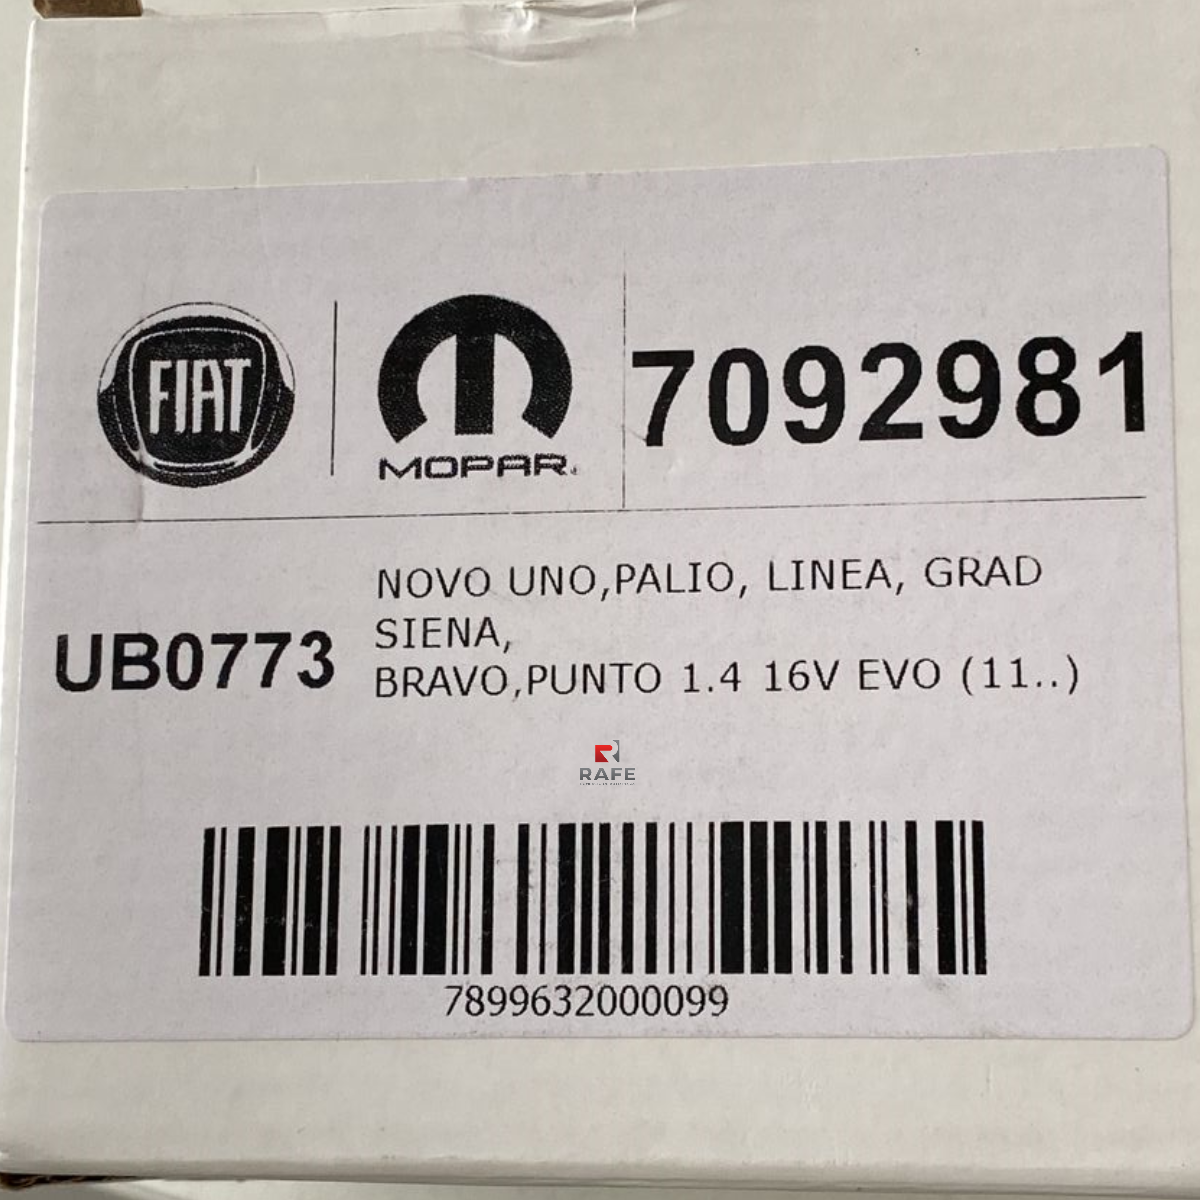 FIAT
MOPAR
7092981
UB0773
NOVO UNO,PALIO, LINEA, GRAD
SIENA,
BRAVO,PUNTO 1.4 16V EVO (11..)
RAFE
7899632000099